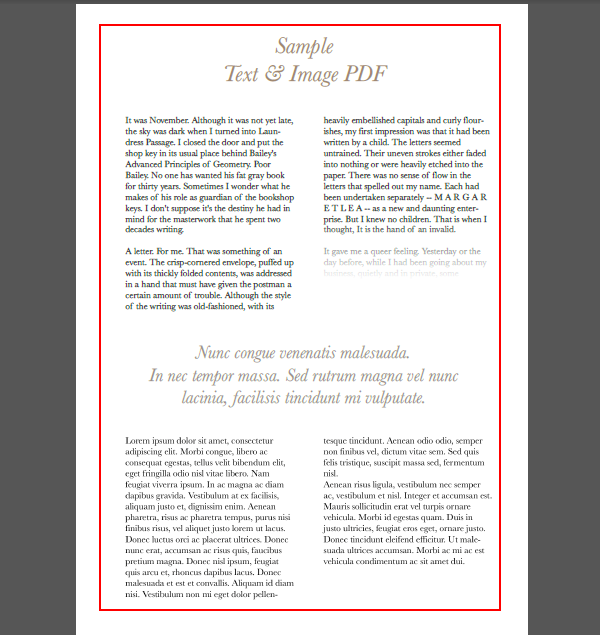 Sample
Text & Image PDF
It was November. Although it was not yet late,
the sky was dark when I turned into Laun-
dress Passage. I closed the door and put the
shop key in its usual place behind Bailey's
Advanced Principles of Geometry. Poor
Bailey. No one has wanted his fat gray book
for thirty years. Sometimes I wonder what he
makes of his role as guardian of the bookshop
keys. I don't suppose it's the destiny he had in
mind for the masterwork that he spent two
decades writing.
A letter. For me. That was something of an
event. The crisp-cornered envelope, puffed up
with its thickly folded contents, was addressed
in a hand that must have given the postman a
certain amount of trouble. Although the style
of the writing was old-fashioned, with its
heavily embellished capitals and curly flour-
ishes, my first impression was that it had been
written by a child. The letters seemed
untrained. Their uneven strokes either faded
into nothing or were heavily etched into the
paper. There was no sense of flow in the
letters that spelled out my name. Each had
been undertaken separately -- M A R G A R
E T L E A -- as a new and daunting enter-
prise. But I knew no children. That is when I
thought, It is the hand of an invalid.
It gave me a queer feeling. Yesterday or the
day before, while I had been going about my
business, quietly and in private, some
Nunc congue venenatis malesuada.
In nec tempor massa. Sed rutrum magna vel nunc
lacinia, facilisis tincidunt mi vulputate.
Lorem ipsum dolor sit amet, consectetur
adipiscing elit. Morbi congue, libero ac
consequat egestas, tellus velit bibendum elit,
eget fringilla odio nisl vitae libero. Nam
feugiat viverra ipsum. In ac magna ac diam
dapibus gravida. Vestibulum at ex facilisis,
aliquam justo et, dignissim enim. Aenean
pharetra, risus ac pharetra tempus, purus nisi
finibus risus, vel aliquet justo lorem ut lacus.
Donec luctus orci ac placerat ultrices. Donec
nunc erat, accumsan ac risus quis, faucibus
pretium magna. Donec nisl ipsum, feugiat
quis arcu et, rhoncus dapibus lacus. Donec
malesuada et est et convallis. Aliquam id diam
nisi. Vestibulum non mi eget dolor pellen-
tesque tincidunt. Aenean odio odio, semper
non finibus vel, dictum vitae sem. Sed quis
felis tristique, suscipit massa sed, fermentum
nisl.
Aenean risus ligula, vestibulum nec semper
ac, vestibulum et nisl. Integer et accumsan est.
Mauris sollicitudin erat vel turpis ornare
vehicula. Morbi id egestas quam. Duis in
justo ultricies, feugiat eros eget, ornare justo.
Donec tincidunt eleifend efficitur. Ut male-
suada ultrices accumsan. Morbi ac mi ac est
vehicula condimentum ac sit amet dui.